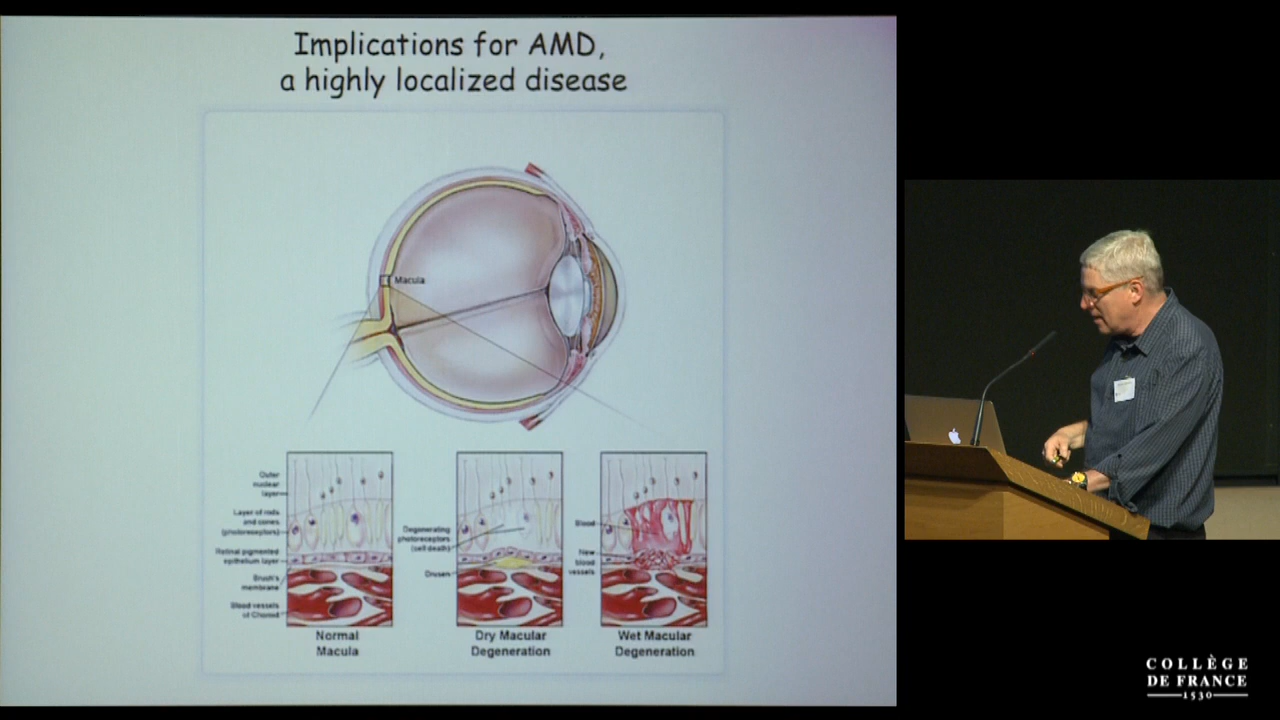 Implications for AMD,
a highly localized disease
Macula
Outer
nuclear
layer
Layer of rods
and cones
(photoreceptors)
Retinal pigmented
epithelium layer
Bruch's
membrane
Blood vessels
of Choroid
Normal
Macula
Degenerating
photoreceptors
(cell death)
Drusen
Dry Macular
Degeneration
Blood
New
blood
vessels
Wet Macular
Degeneration
COLLÈGE
DE FRANCE
1530